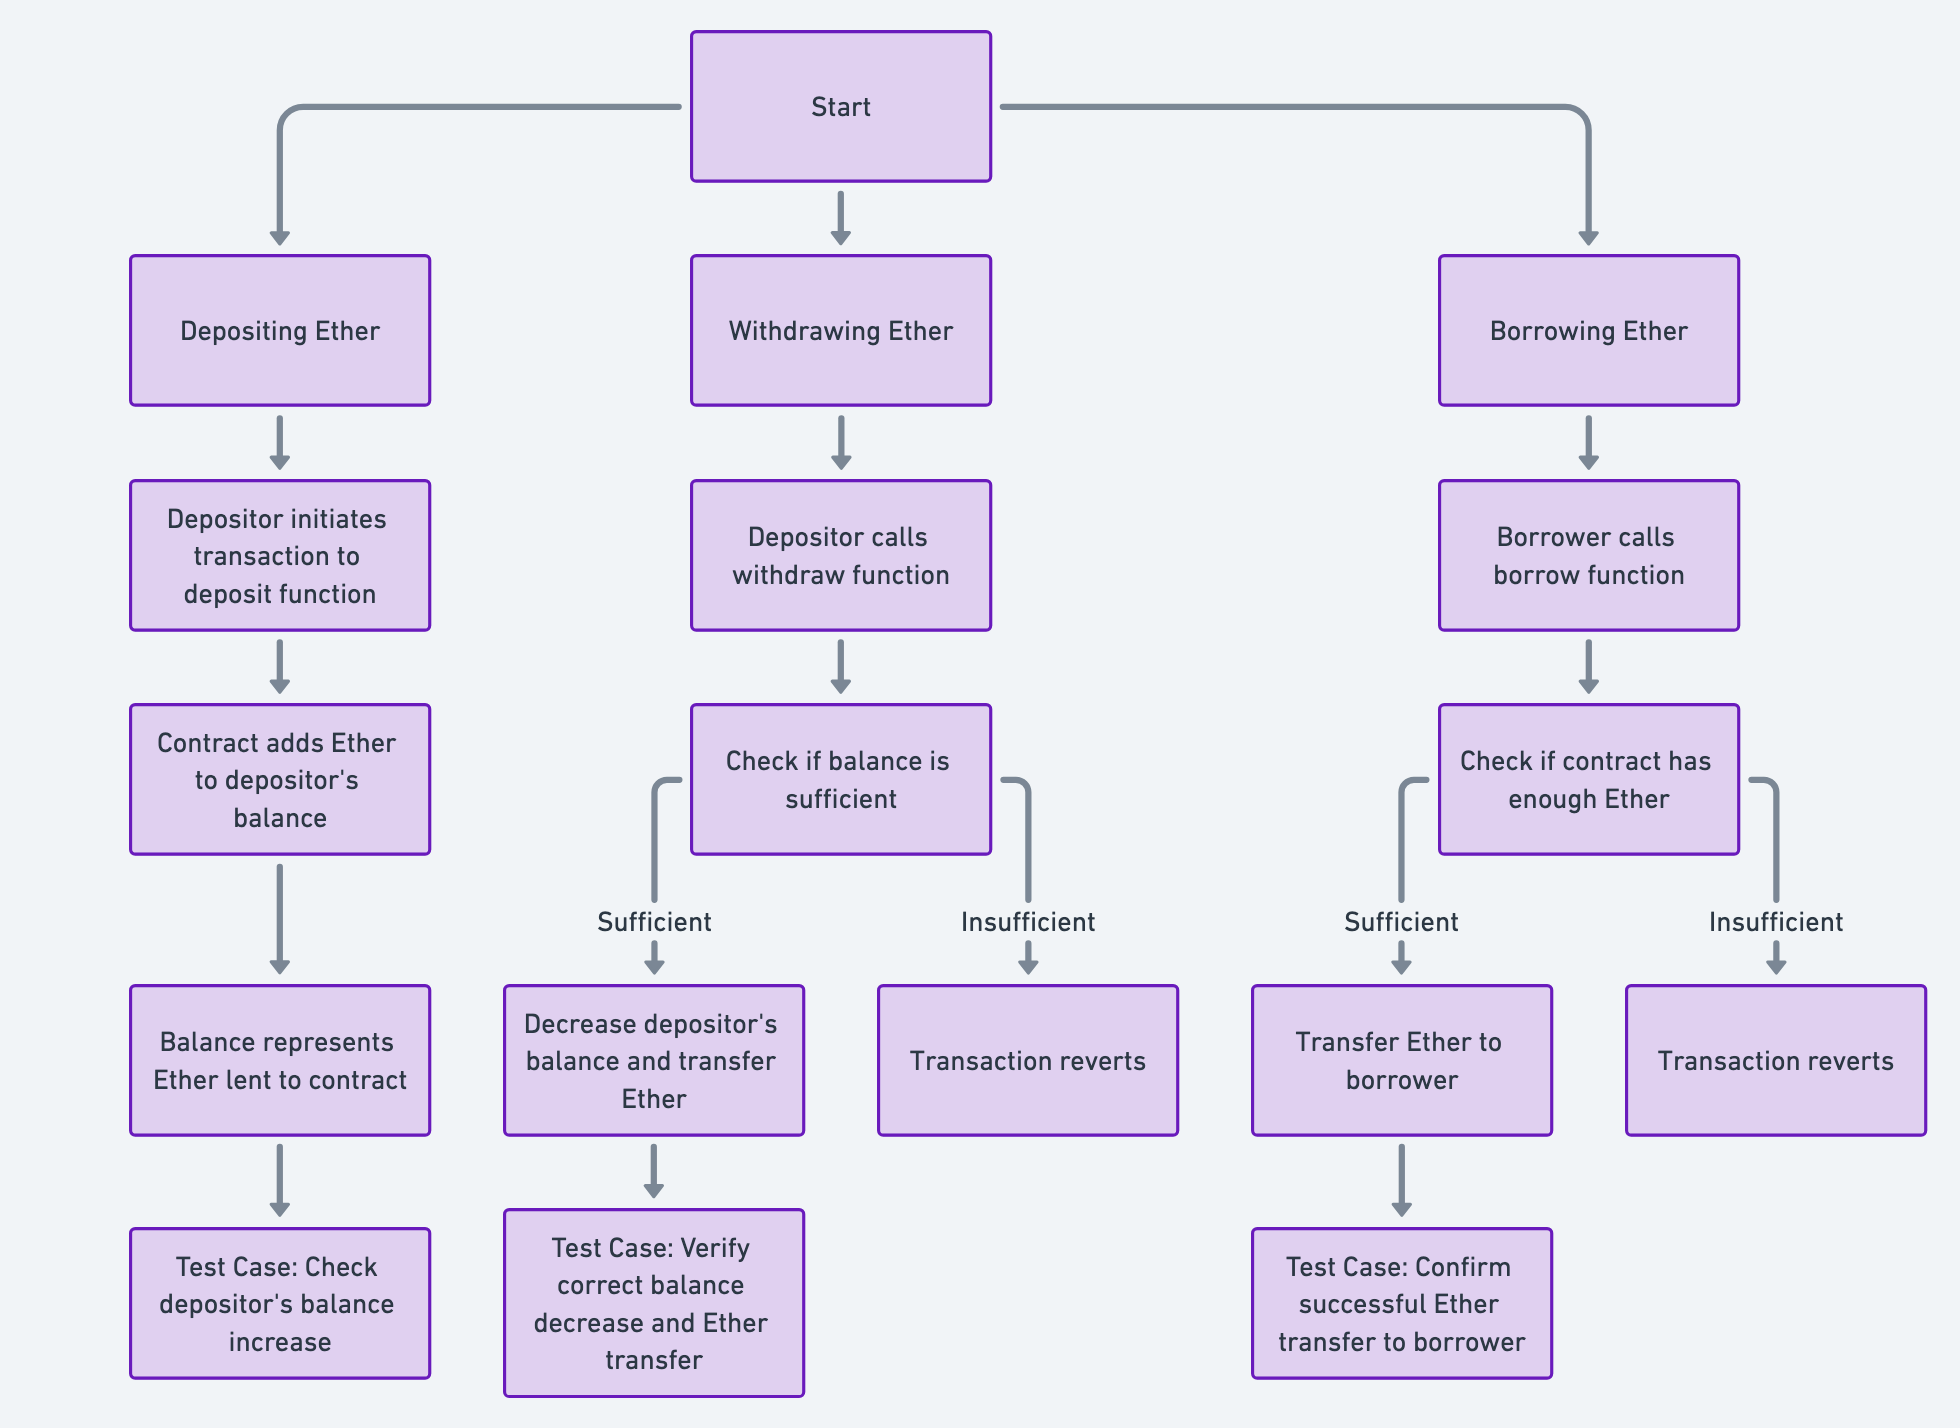 Start
Depositing Ether
Withdrawing Ether
Borrowing Ether
Depositor initiates
transaction to
deposit function
Depositor calls
withdraw function
Borrower calls
borrow function
Contract adds Ether
to depositor's
balance
Check if balance is
sufficient
Check if contract has
enough Ether
Sufficient
Insufficient
Sufficient
Insufficient
Balance represents
Ether lent to contract
Decrease depositor's
balance and transfer
Ether
Transaction reverts
Transfer Ether to
borrower
Transaction reverts
Test Case: Check
depositor's balance
increase
Test Case: Verify
correct balance
decrease and Ether
transfer
Test Case: Confirm
successful Ether
transfer to borrower